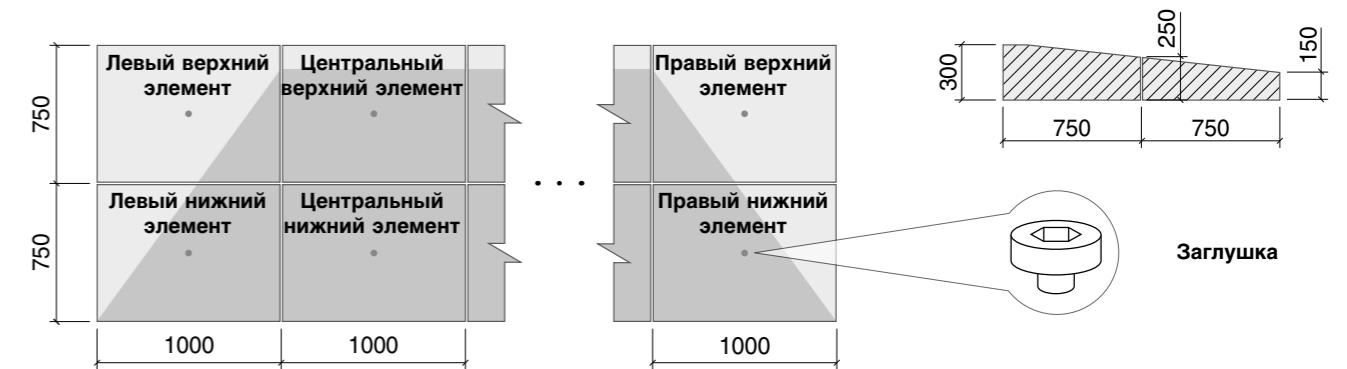 Левый верхний
элемент
Центральный
верхний элемент
Правый верхний
элемент
750
Левый нижний
элемент
Центральный
нижний элемент
Правый нижний
элемент
750
. . .
1000
1000
1000
300
250
150
750
750
Заглушка